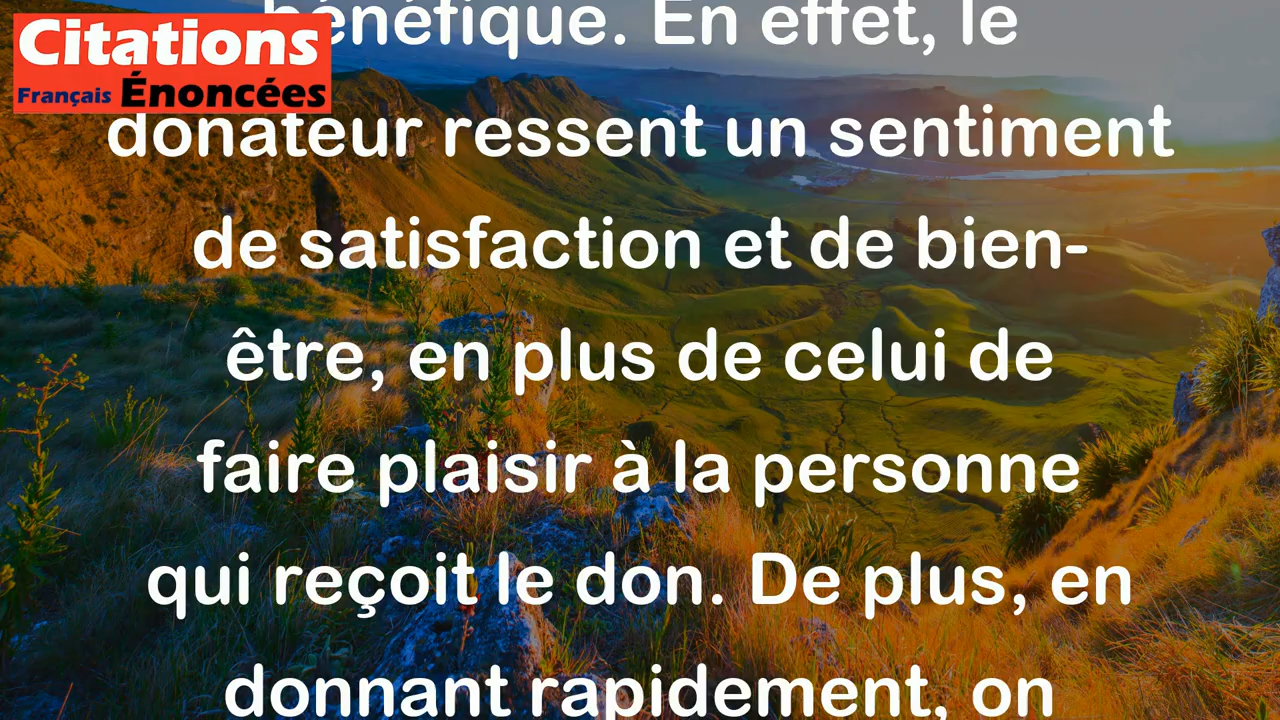 Citations
Français Énoncées
bénéfique. En effet, le
donateur ressent un sentiment
de satisfaction et de bien-
être, en plus de celui de
faire plaisir à la personne
qui reçoit le don. De plus, en
donnant rapidement, on